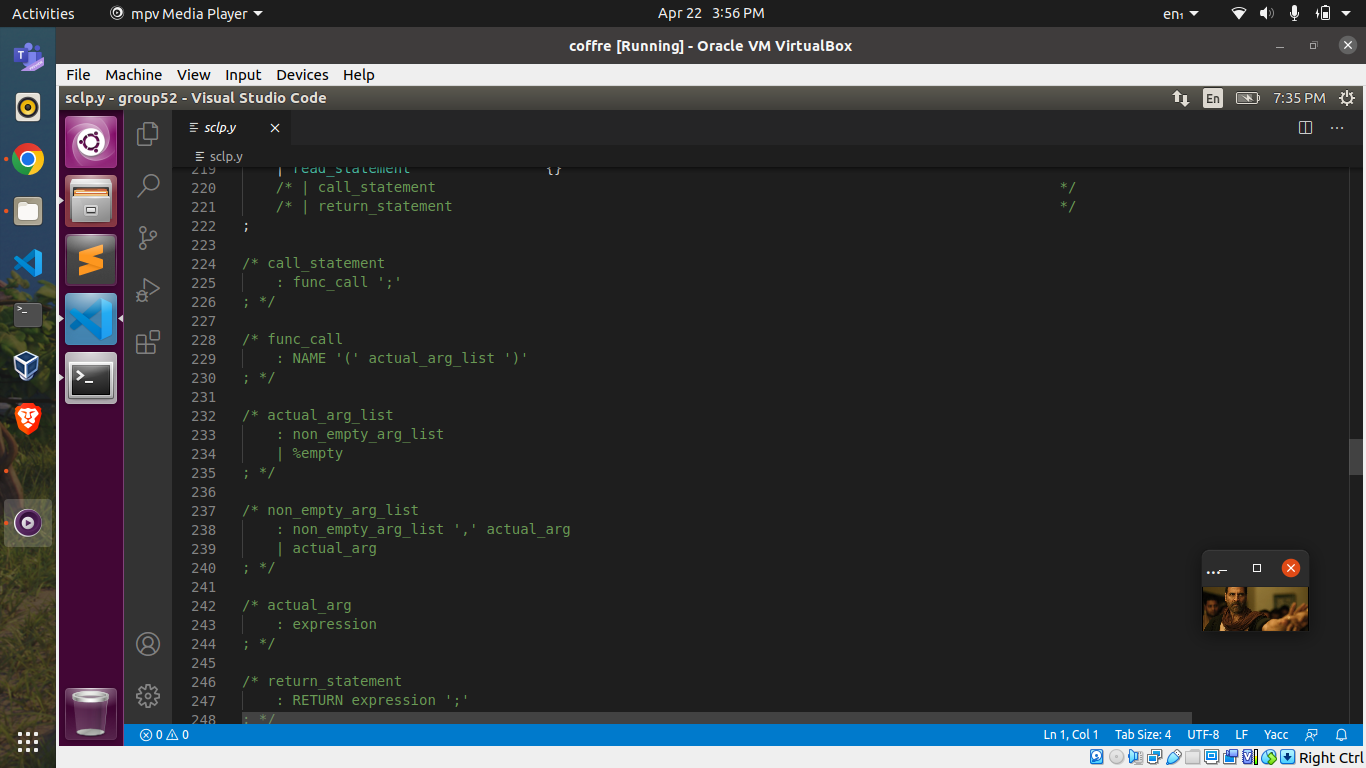 Activities mpv Media Player Apr 22 3:56 PM en₁
coffre [Running] - Oracle VM VirtualBox
File Machine View Input Devices Help
sclp.y - group52 - Visual Studio Code En 7:35 PM
sclp.y
sclp.y
219 | read_statement {}
220 /* | call_statement */
221 /* | return_statement */
222 ;
223
224 /* call_statement
225 : func_call ';'
226 ; */
227
228 /* func_call
229 : NAME '(' actual_arg_list ')'
230 ; */
231
232 /* actual_arg_list
233 : non_empty_arg_list
234 | %empty
235 ; */
236
237 /* non_empty_arg_list
238 : non_empty_arg_list ',' actual_arg
239 | actual_arg
240 ; */
241
242 /* actual_arg
243 : expression
244 ; */
245
246 /* return_statement
247 : RETURN expression ';'
248 ; */
0 0 Ln 1, Col 1 Tab Size: 4 UTF-8 LF Yacc
Right Ctrl